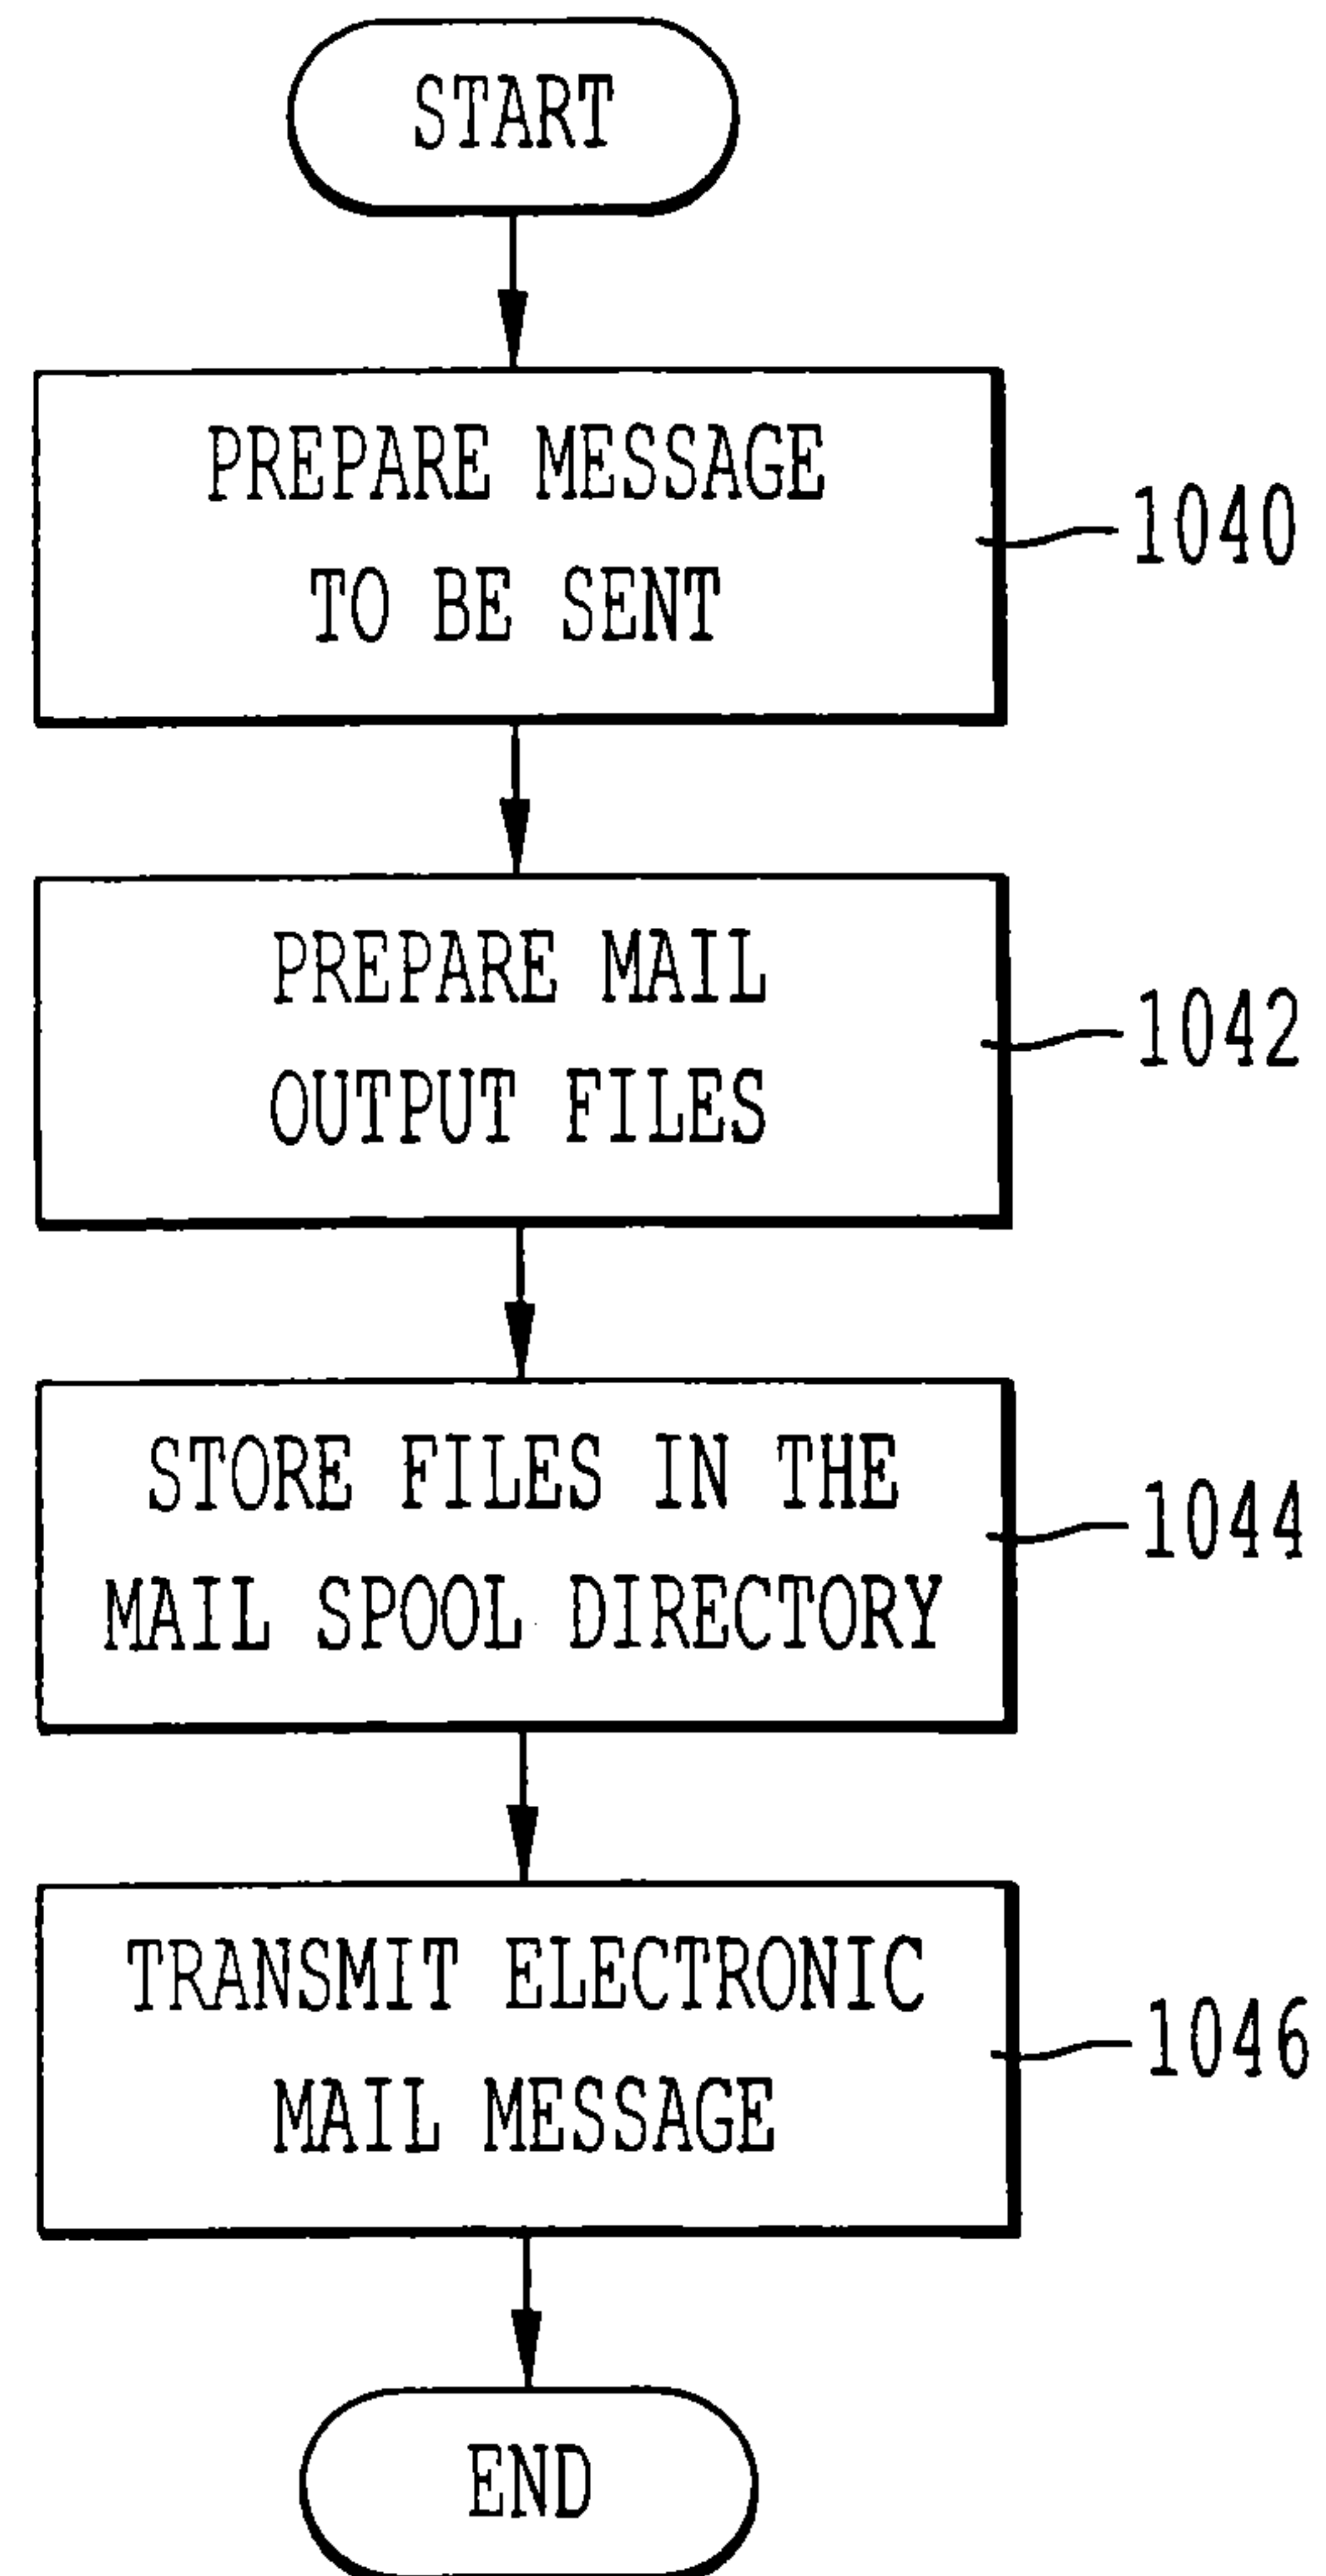 START
PREPARE MESSAGE
TO BE SENT
1040
PREPARE MAIL
OUTPUT FILES
1042
STORE FILES IN THE
MAIL SPOOL DIRECTORY
1044
TRANSMIT ELECTRONIC
MAIL MESSAGE
1046
END